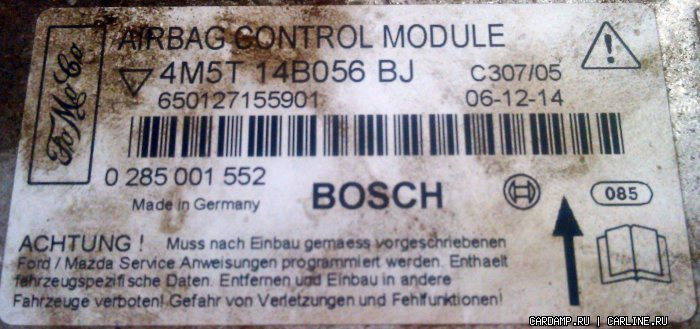 FoMoCo
AIRBAG CONTROL MODULE
4M5T 14B056 BJ C307/05
650127155901 06-12-14
0 285 001 552
Made in Germany
BOSCH
085
ACHTUNG ! Muss nach Einbau gemaess vorgeschriebenen
Ford / Mazda Service Anweisungen programmiert werden. Enthaelt
fahrzeugspezifische Daten. Entfernen und Einbau in andere
Fahrzeuge verboten! Gefahr von Verletzungen und Fehlfunktionen!
CARDAMP.RU | CARLINE.RU